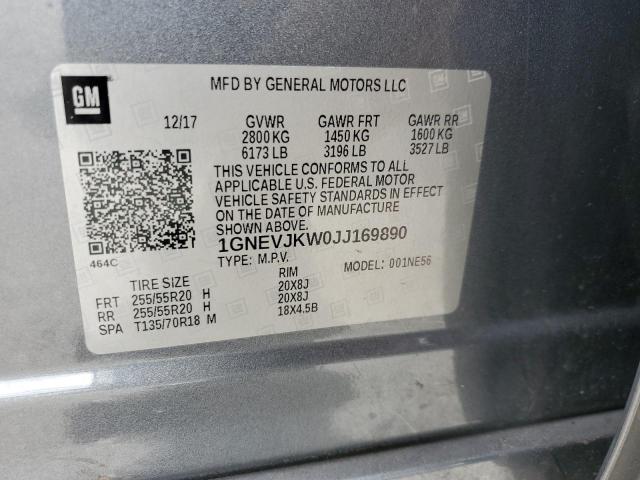 GM
MFD BY GENERAL MOTORS LLC
12/17 GVWR GAWR FRT GAWR RR
2800 KG 1450 KG 1600 KG
6173 LB 3196 LB 3527 LB
THIS VEHICLE CONFORMS TO ALL
APPLICABLE U.S. FEDERAL MOTOR
VEHICLE SAFETY STANDARDS IN EFFECT
ON THE DATE OF MANUFACTURE
SHOWN ABOVE.
1GNEVJKW0JJ169890
464C
TYPE: M.P.V. MODEL: 001NE56
TIRE SIZE RIM
FRT 255/55R20 H 20X8J
RR 255/55R20 H 20X8J
SPA T135/70R18 M 18X4.5B